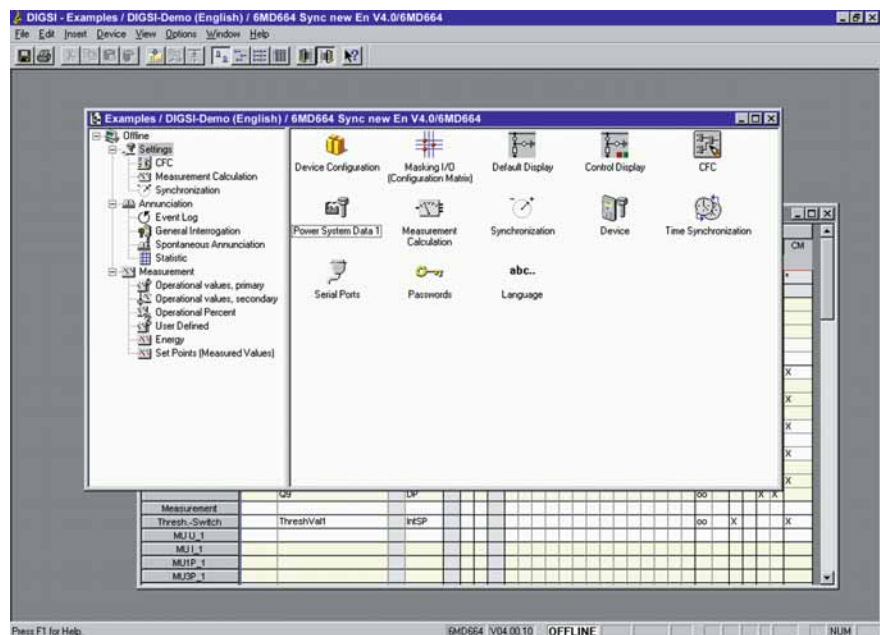 DIGSI - Examples / DIGSI-Demo (English) / 6MD664 Sync new En V4.0/6MD664
File Edit Insert Device View Options Window Help
Examples / DIGSI-Demo (English) / 6MD664 Sync new En V4.0/6MD664
Offline
Settings
CFC
Measurement Calculation
Synchronization
Annunciation
Event Log
General Interrogation
Spontaneous Annunciation
Statistic
Measurement
Operational values, primary
Operational values, secondary
Operational Percent
User Defined
Energy
Set Points (Measured Values)
Device Configuration
Masking I/O
(Configuration Matrix)
Default Display
Control Display
CFC
Power System Data 1
Measurement
Calculation
Synchronization
Device
Time Synchronization
Serial Ports
Passwords
abc..
Language
CM
X
X
X
X
X
Q9 DP oo X X
Measurement
Thresh.-Switch ThreshVal1 IntSP oo X X
MU U_1
MU I_1
MU1P_1
MU3P_1
Press F1 for Help. 6MD664 V04.00.10 OFFLINE NUM